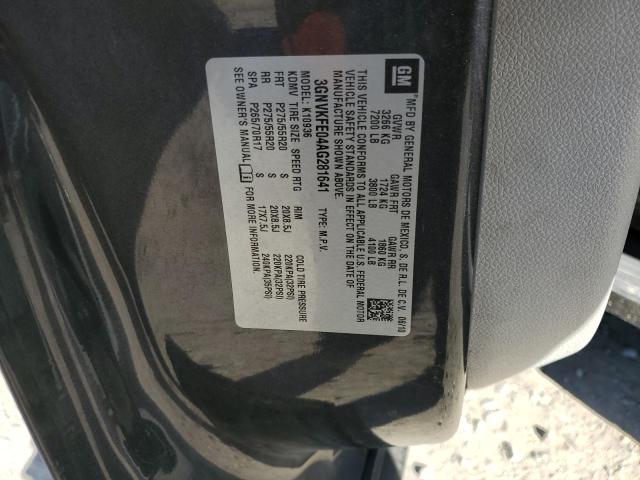 GM
MFD BY GENERAL MOTORS DE MEXICO, S. DE R.L. DE C.V. 06/10
GVWR GAWR FRT GAWR RR
3266 KG 1724 KG 1860 KG
7200 LB 3800 LB 4100 LB
THIS VEHICLE CONFORMS TO ALL APPLICABLE U.S. FEDERAL MOTOR
VEHICLE SAFETY STANDARDS IN EFFECT ON THE DATE OF
MANUFACTURE SHOWN ABOVE.
3GNVKFE04AG231541 TYPE: M.P.V.
MODEL: K10936
KDMV TIRE SIZE SPEED RTG RIM COLD TIRE PRESSURE
FRT P275/55R20 S 20X8.5J 220KPA(32PSI)
RR P275/55R20 S 20X8.5J 220KPA(32PSI)
SPA P265/70R17 S 17X7.5J 240KPA(35PSI)
SEE OWNER'S MANUAL FOR MORE INFORMATION.